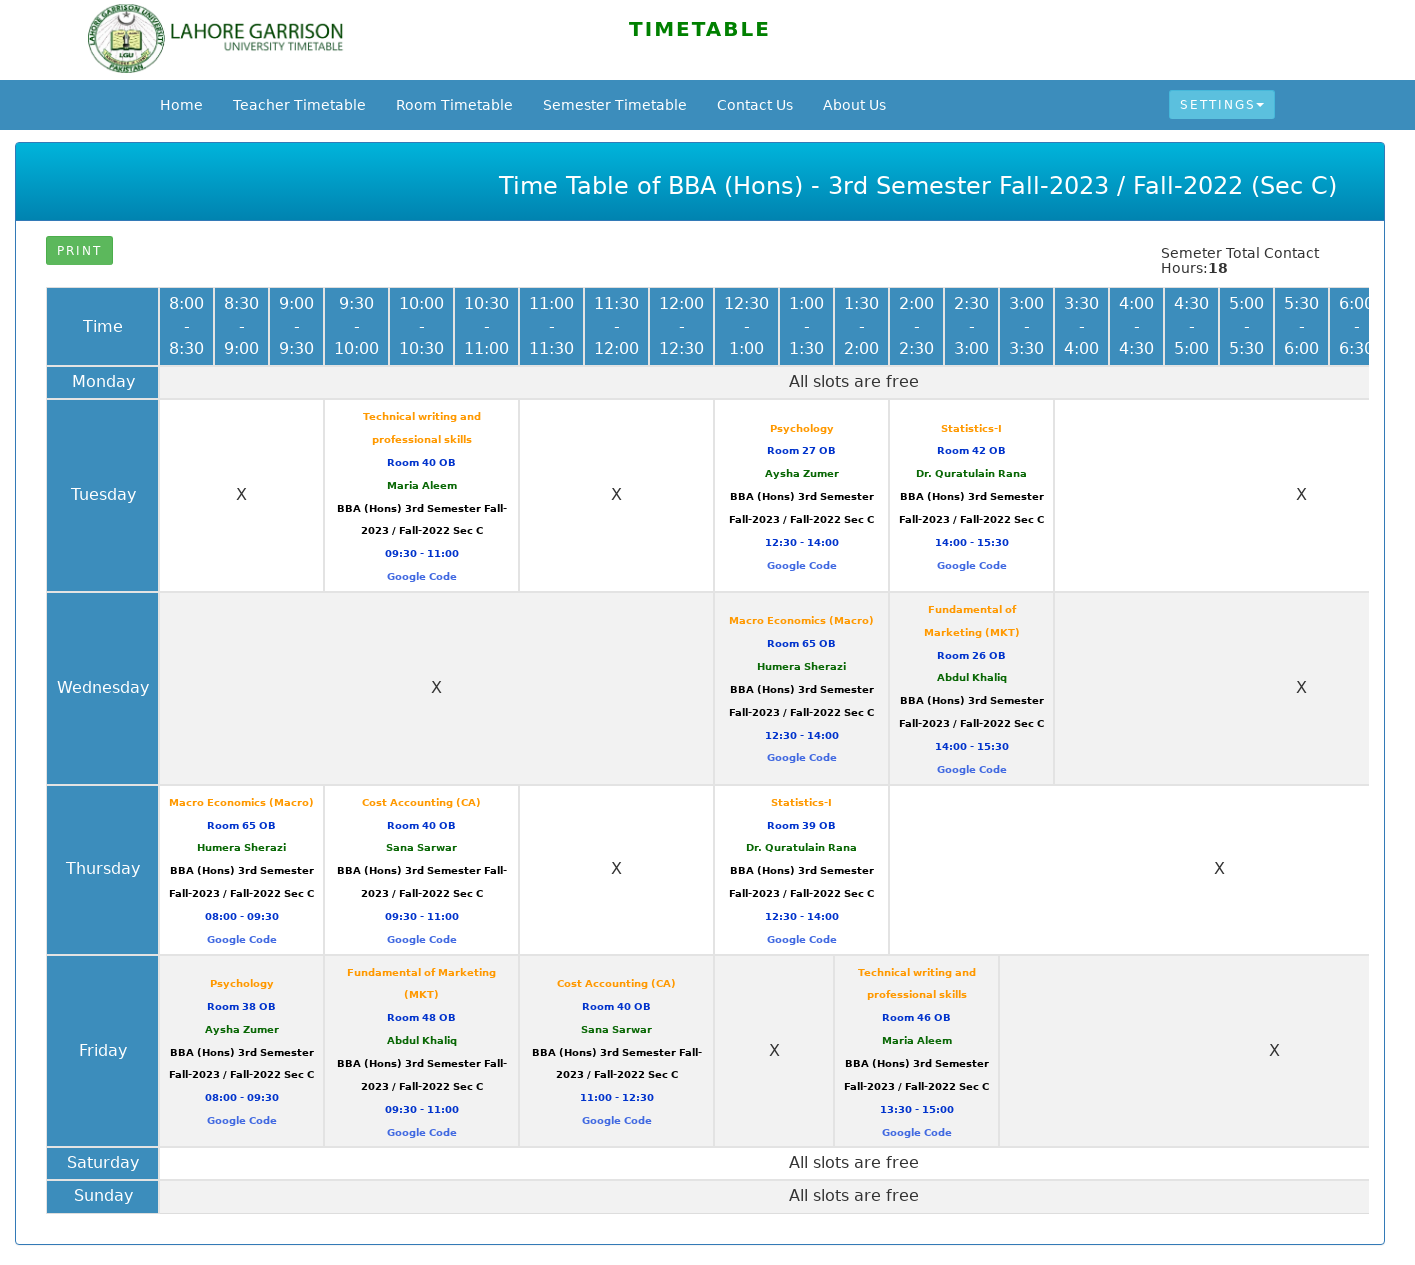 LAHORE GARRISON
UNIVERSITY TIMETABLE
TIMETABLE
Home
Teacher Timetable
Room Timetable
Semester Timetable
Contact Us
About Us
SETTINGS
Time Table of BBA (Hons) - 3rd Semester Fall-2023 / Fall-2022 (Sec C)
PRINT
Semeter Total Contact
Hours:18
Time
8:00
-
8:30
8:30
-
9:00
9:00
-
9:30
9:30
-
10:00
10:00
-
10:30
10:30
-
11:00
11:00
-
11:30
11:30
-
12:00
12:00
-
12:30
12:30
-
1:00
1:00
-
1:30
1:30
-
2:00
2:00
-
2:30
2:30
-
3:00
3:00
-
3:30
3:30
-
4:00
4:00
-
4:30
4:30
-
5:00
5:00
-
5:30
5:30
-
6:00
6:00
-
6:30
Monday
All slots are free
Tuesday
X
Technical writing and
professional skills
Room 40 OB
Maria Aleem
BBA (Hons) 3rd Semester Fall-
2023 / Fall-2022 Sec C
09:30 - 11:00
Google Code
X
Psychology
Room 27 OB
Aysha Zumer
BBA (Hons) 3rd Semester
Fall-2023 / Fall-2022 Sec C
12:30 - 14:00
Google Code
Statistics-I
Room 42 OB
Dr. Quratulain Rana
BBA (Hons) 3rd Semester
Fall-2023 / Fall-2022 Sec C
14:00 - 15:30
Google Code
X
Wednesday
X
Macro Economics (Macro)
Room 65 OB
Humera Sherazi
BBA (Hons) 3rd Semester
Fall-2023 / Fall-2022 Sec C
12:30 - 14:00
Google Code
Fundamental of
Marketing (MKT)
Room 26 OB
Abdul Khaliq
BBA (Hons) 3rd Semester
Fall-2023 / Fall-2022 Sec C
14:00 - 15:30
Google Code
X
Thursday
Macro Economics (Macro)
Room 65 OB
Humera Sherazi
BBA (Hons) 3rd Semester
Fall-2023 / Fall-2022 Sec C
08:00 - 09:30
Google Code
Cost Accounting (CA)
Room 40 OB
Sana Sarwar
BBA (Hons) 3rd Semester Fall-
2023 / Fall-2022 Sec C
09:30 - 11:00
Google Code
X
Statistics-I
Room 39 OB
Dr. Quratulain Rana
BBA (Hons) 3rd Semester
Fall-2023 / Fall-2022 Sec C
12:30 - 14:00
Google Code
X
Friday
Psychology
Room 38 OB
Aysha Zumer
BBA (Hons) 3rd Semester
Fall-2023 / Fall-2022 Sec C
08:00 - 09:30
Google Code
Fundamental of Marketing
(MKT)
Room 48 OB
Abdul Khaliq
BBA (Hons) 3rd Semester Fall-
2023 / Fall-2022 Sec C
09:30 - 11:00
Google Code
Cost Accounting (CA)
Room 40 OB
Sana Sarwar
BBA (Hons) 3rd Semester Fall-
2023 / Fall-2022 Sec C
11:00 - 12:30
Google Code
X
Technical writing and
professional skills
Room 46 OB
Maria Aleem
BBA (Hons) 3rd Semester
Fall-2023 / Fall-2022 Sec C
13:30 - 15:00
Google Code
X
Saturday
All slots are free
Sunday
All slots are free